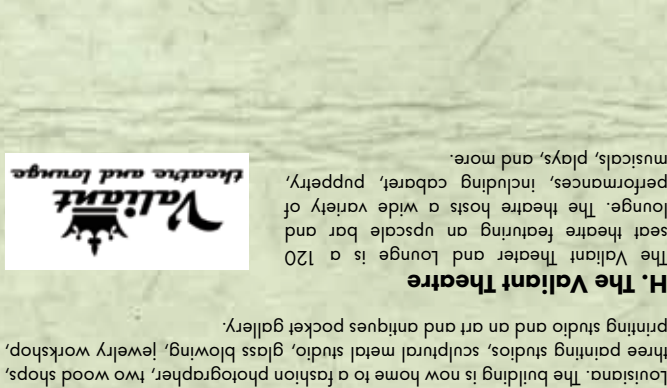 Louisiana. The building is now home to a fashion photographer, two wood shops,
three painting studios, sculptural metal studio, glass blowing, jewelry workshop,
printing studio and an art and antiques pocket gallery.
H. The Valiant Theatre
The Valiant Theater and Lounge is a 120
seat theatre featuring an upscale bar and
lounge. The theatre hosts a wide variety of
performances, including cabaret, puppetry,
musicals, plays, and more.
Valiant
theatre and lounge